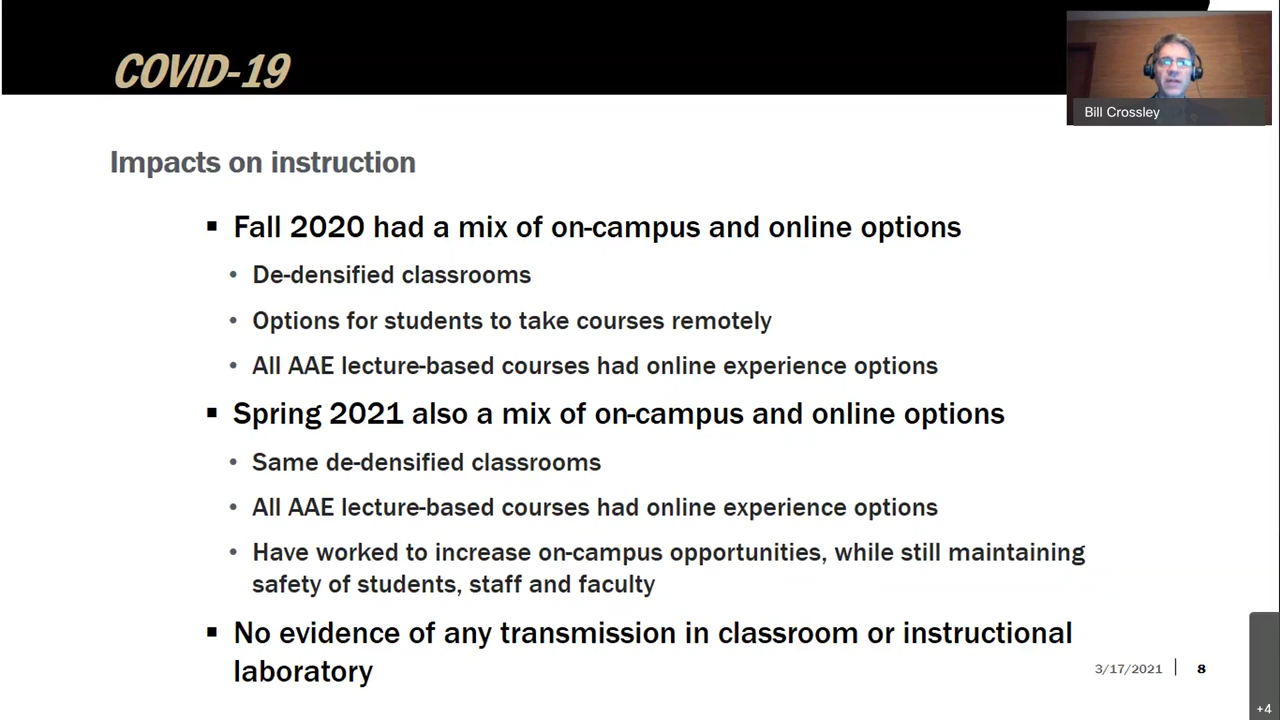 COVID-19
Bill Crossley
Impacts on instruction
▪ Fall 2020 had a mix of on-campus and online options
• De-densified classrooms
• Options for students to take courses remotely
• All AAE lecture-based courses had online experience options
▪ Spring 2021 also a mix of on-campus and online options
• Same de-densified classrooms
• All AAE lecture-based courses had online experience options
• Have worked to increase on-campus opportunities, while still maintaining
safety of students, staff and faculty
▪ No evidence of any transmission in classroom or instructional
laboratory
3/17/2021 | 8
+4